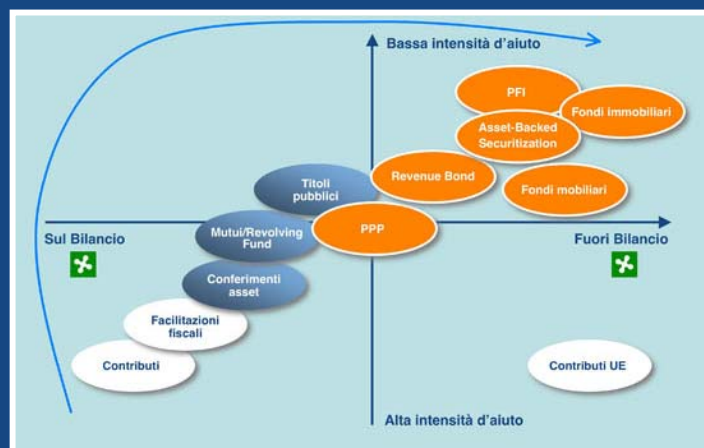 Bassa intensità d'aiuto
PFI
Fondi immobiliari
Asset-Backed
Securitization
Revenue Bond
Titoli
pubblici
Fondi mobiliari
Mutui/Revolving
Fund
PPP
Sul Bilancio
Fuori Bilancio
Conferimenti
asset
Facilitazioni
fiscali
Contributi
Contributi UE
Alta intensità d'aiuto